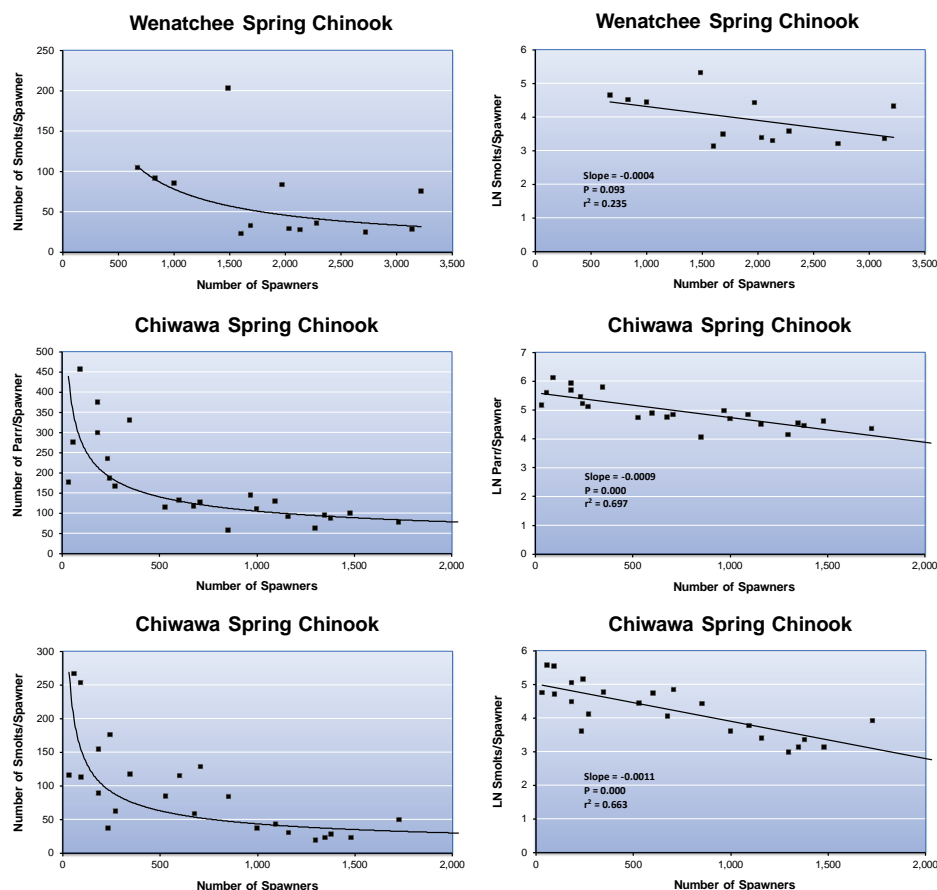 Wenatchee Spring Chinook
Number of Smolts/Spawner
250
200
150
100
50
0
0 500 1,000 1,500 2,000 2,500 3,000 3,500
Number of Spawners
Wenatchee Spring Chinook
LN Smolts/Spawner
6
5
4
3
2
1
0
Slope = -0.0004
P = 0.093
r² = 0.235
0 500 1,000 1,500 2,000 2,500 3,000 3,500
Number of Spawners
Chiwawa Spring Chinook
Number of Parr/Spawner
500
450
400
350
300
250
200
150
100
50
0
0 500 1,000 1,500 2,000
Number of Spawners
Chiwawa Spring Chinook
LN Parr/Spawner
7
6
5
4
3
2
1
0
Slope = -0.0009
P = 0.000
r² = 0.697
0 500 1,000 1,500 2,000
Number of Spawners
Chiwawa Spring Chinook
Number of Smolts/Spawner
300
250
200
150
100
50
0
0 500 1,000 1,500 2,000
Number of Spawners
Chiwawa Spring Chinook
LN Smolts/Spawner
6
5
4
3
2
1
0
Slope = -0.0011
P = 0.000
r² = 0.663
0 500 1,000 1,500 2,000
Number of Spawners